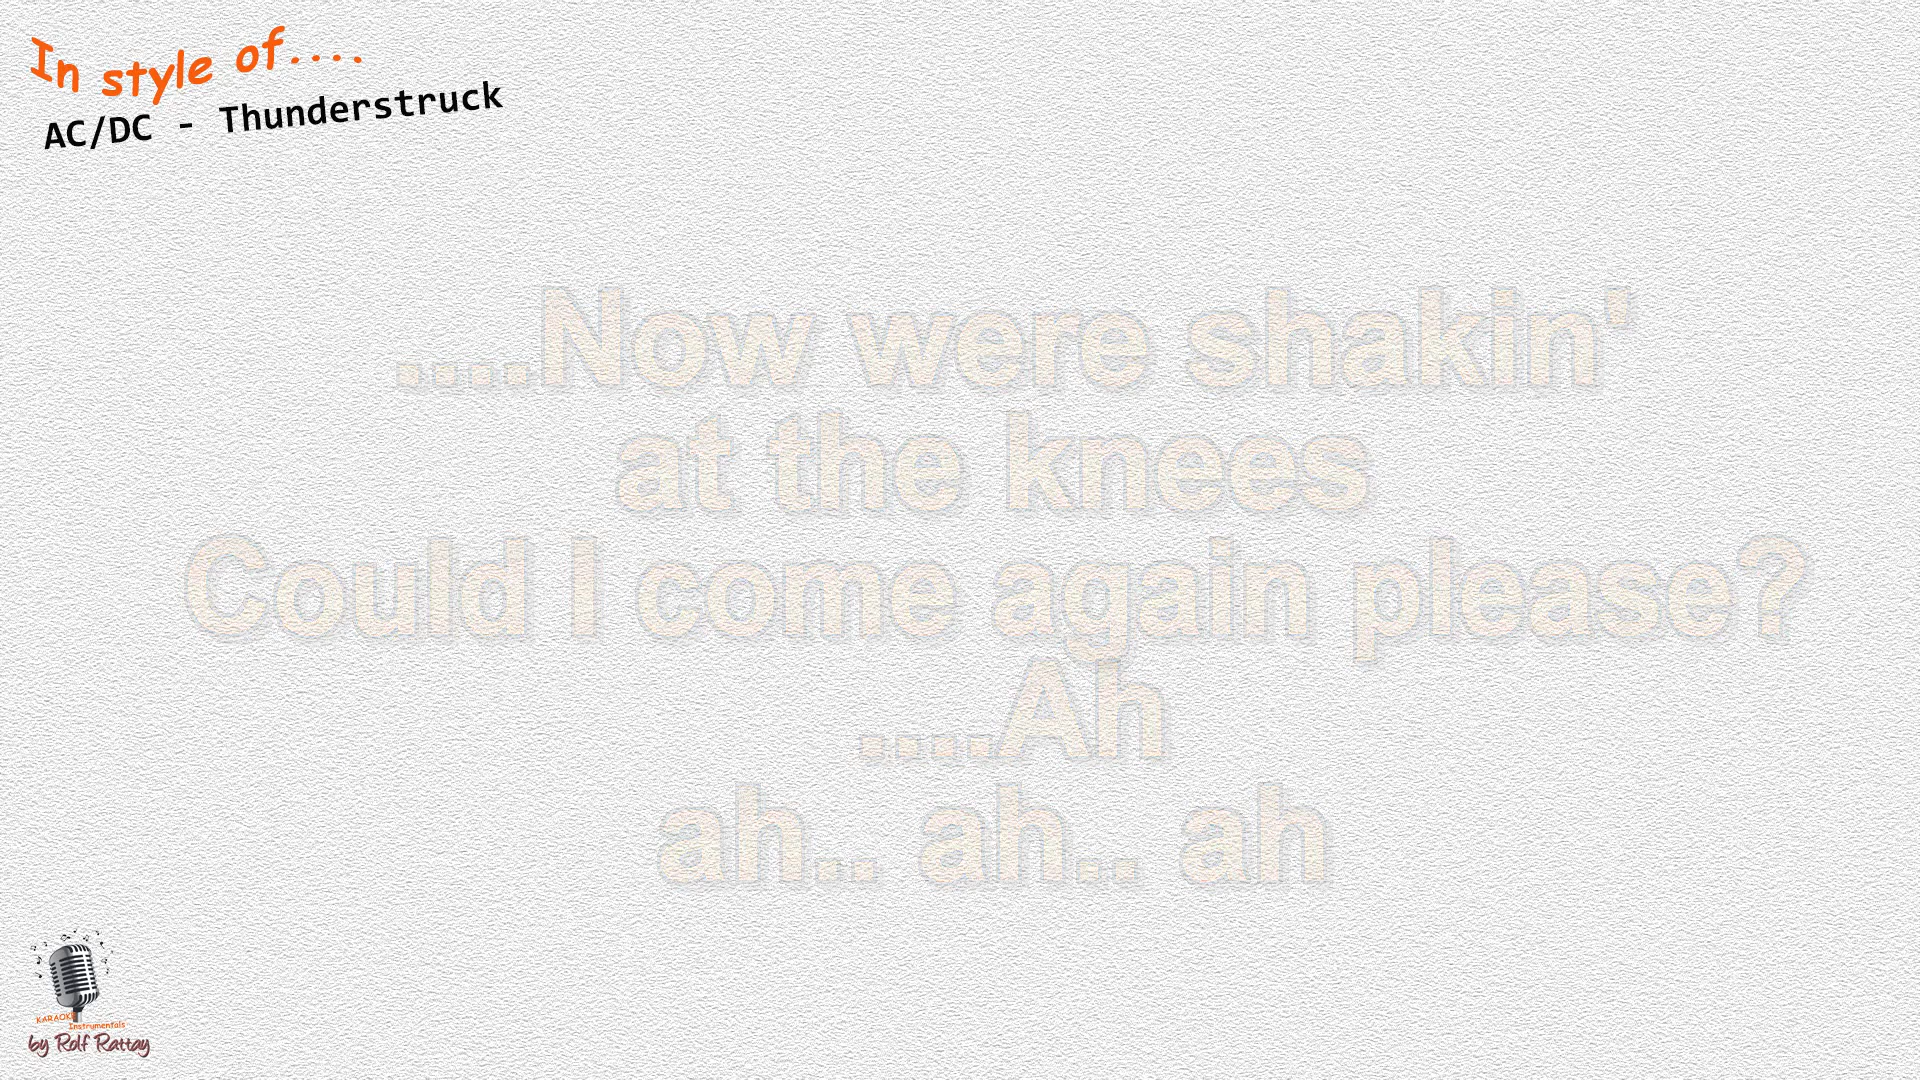 In style of....
AC/DC - Thunderstruck
....Now were shakin'
at the knees
Could I come again please?
....Ah
ah.. ah.. ah
KARAOKE
Instrumentals
by Rolf Rattay